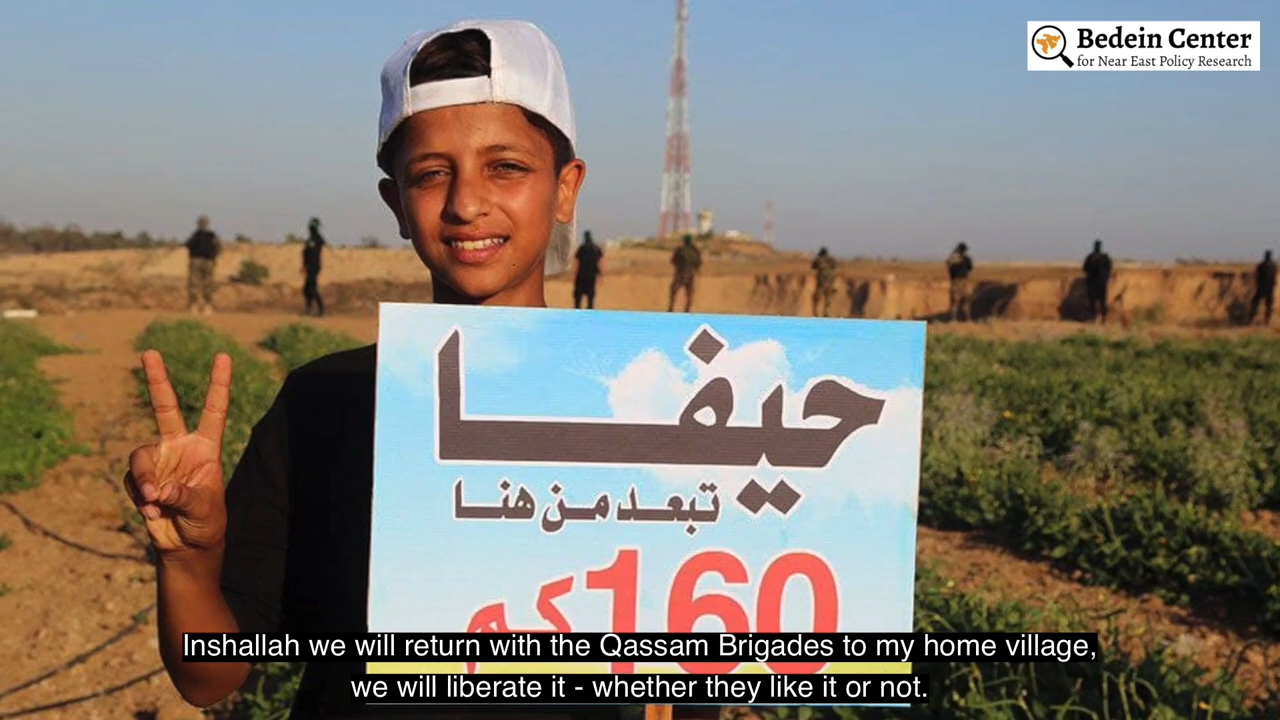 Bedein Center
for Near East Policy Research
حيفا
تبعد من هنا
160 كم
Inshallah we will return with the Qassam Brigades to my home village,
we will liberate it - whether they like it or not.